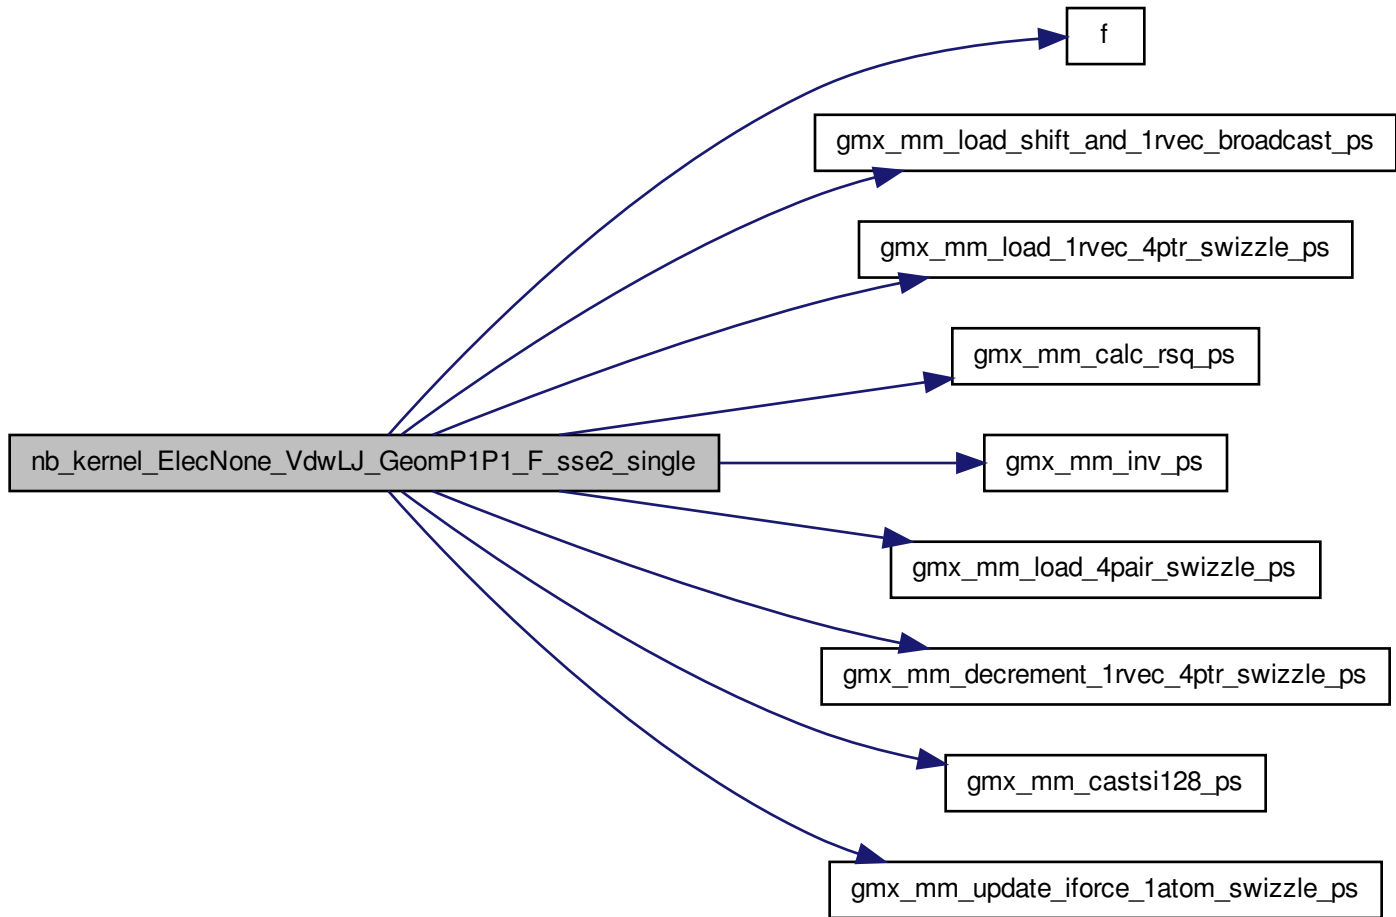 f
gmx_mm_load_shift_and_1rvec_broadcast_ps
gmx_mm_load_1rvec_4ptr_swizzle_ps
gmx_mm_calc_rsq_ps
nb_kernel_ElecNone_VdwLJ_GeomP1P1_F_sse2_single
gmx_mm_inv_ps
gmx_mm_load_4pair_swizzle_ps
gmx_mm_decrement_1rvec_4ptr_swizzle_ps
gmx_mm_castsi128_ps
gmx_mm_update_iforce_1atom_swizzle_ps